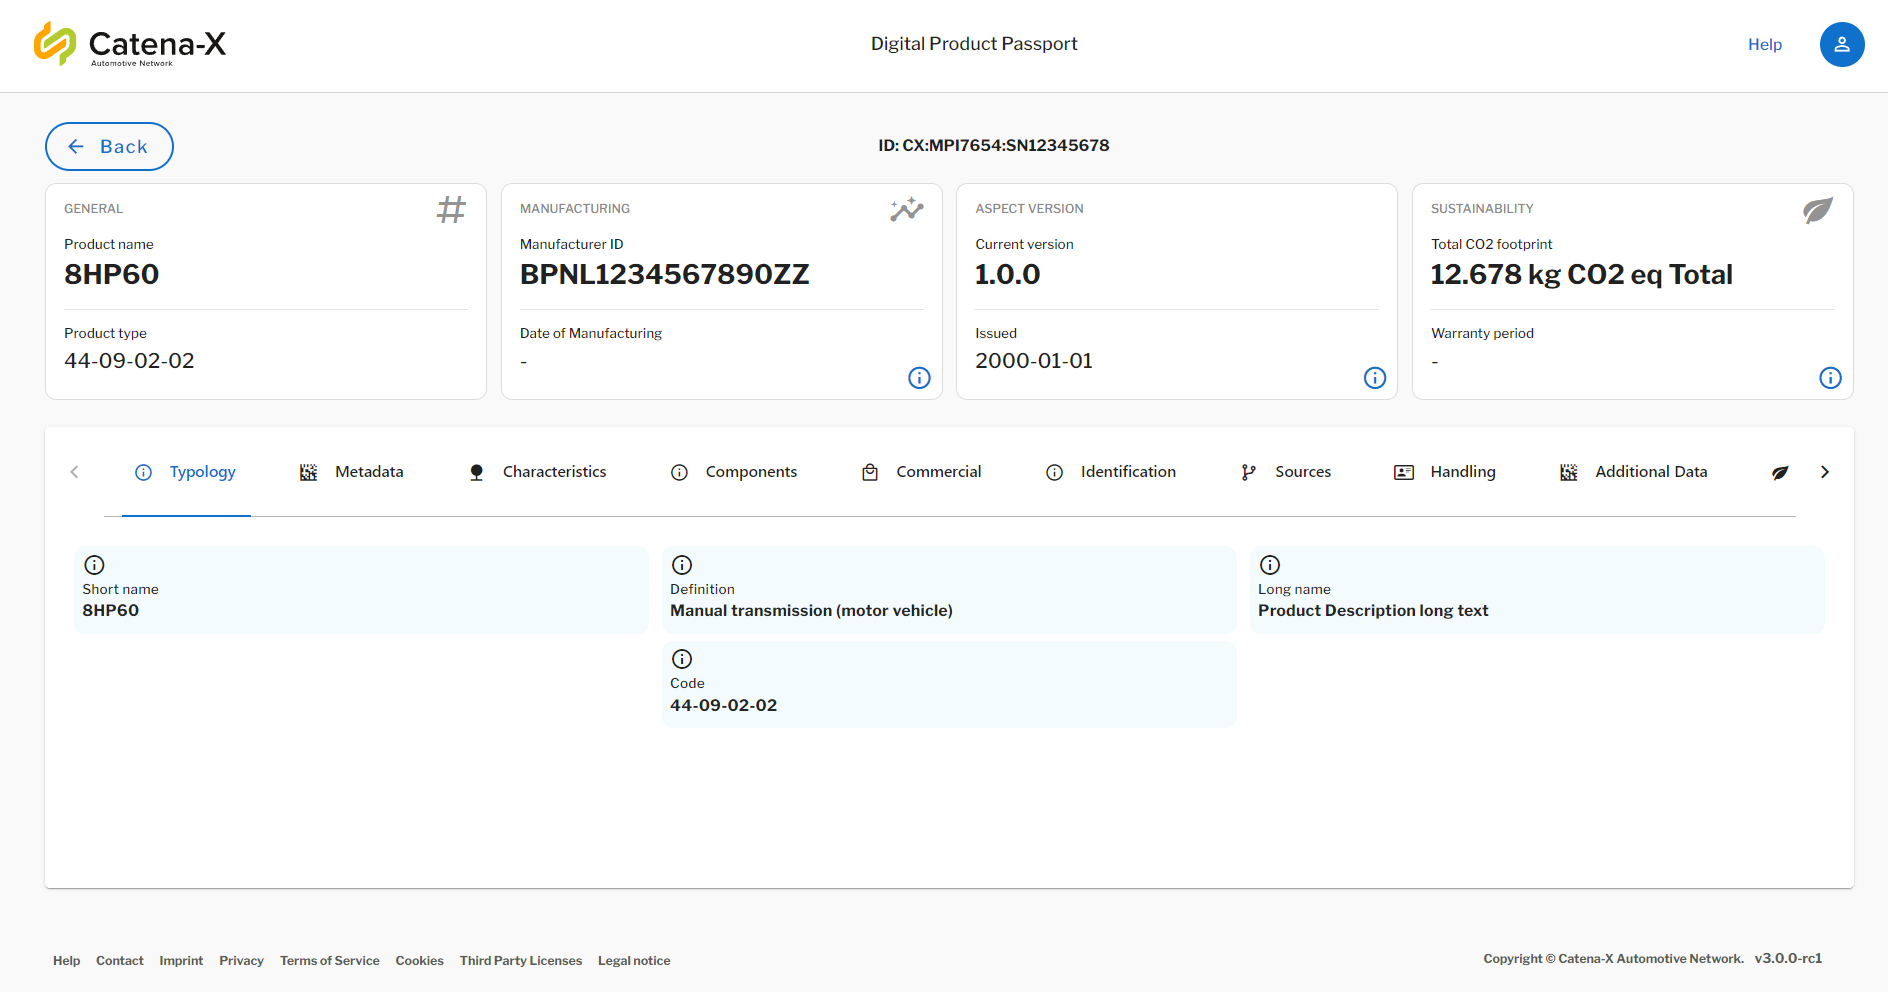 Catena-X
Automotive Network
Digital Product Passport
Help
Back
ID: CX:MPI7654:SN12345678
GENERAL
Product name
8HP60
Product type
44-09-02-02
MANUFACTURING
Manufacturer ID
BPNL1234567890ZZ
Date of Manufacturing
-
ASPECT VERSION
Current version
1.0.0
Issued
2000-01-01
SUSTAINABILITY
Total CO2 footprint
12.678 kg CO2 eq Total
Warranty period
-
Typology Metadata Characteristics Components Commercial Identification Sources Handling Additional Data
Short name
8HP60
Definition
Manual transmission (motor vehicle)
Long name
Product Description long text
Code
44-09-02-02
Help Contact Imprint Privacy Terms of Service Cookies Third Party Licenses Legal notice
Copyright © Catena-X Automotive Network. v3.0.0-rc1